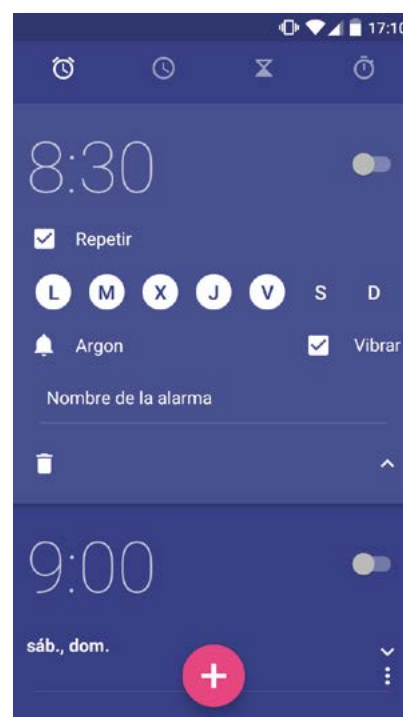 17:10
8:30
Repetir
L M X J V S D
Argon Vibrar
Nombre de la alarma
9:00
sáb., dom.